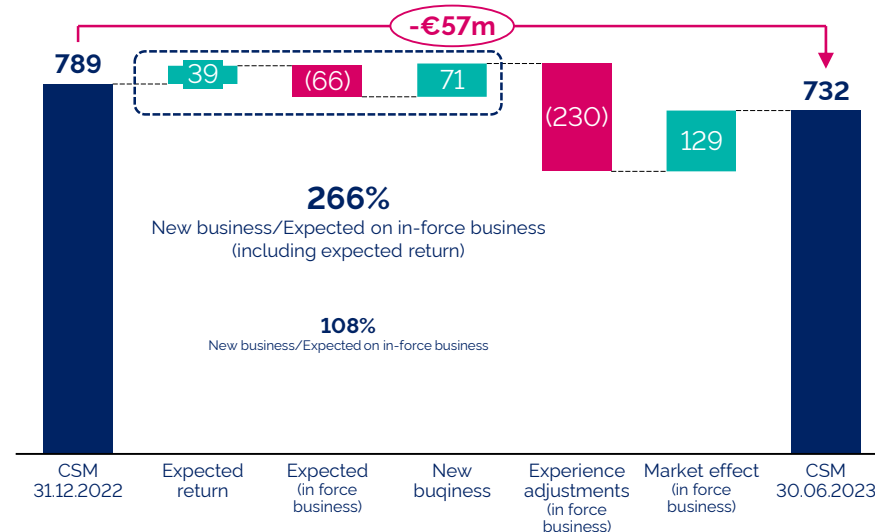 -€57m
789
39
(66)
71
(230)
129
732
266%
New business/Expected on in-force business
(including expected return)
108%
New business/Expected on in-force business
CSM
31.12.2022
Expected
return
Expected
(in force
business)
New
buqiness
Experience
adjustments
(in force
business)
Market effect
(in force
business)
CSM
30.06.2023